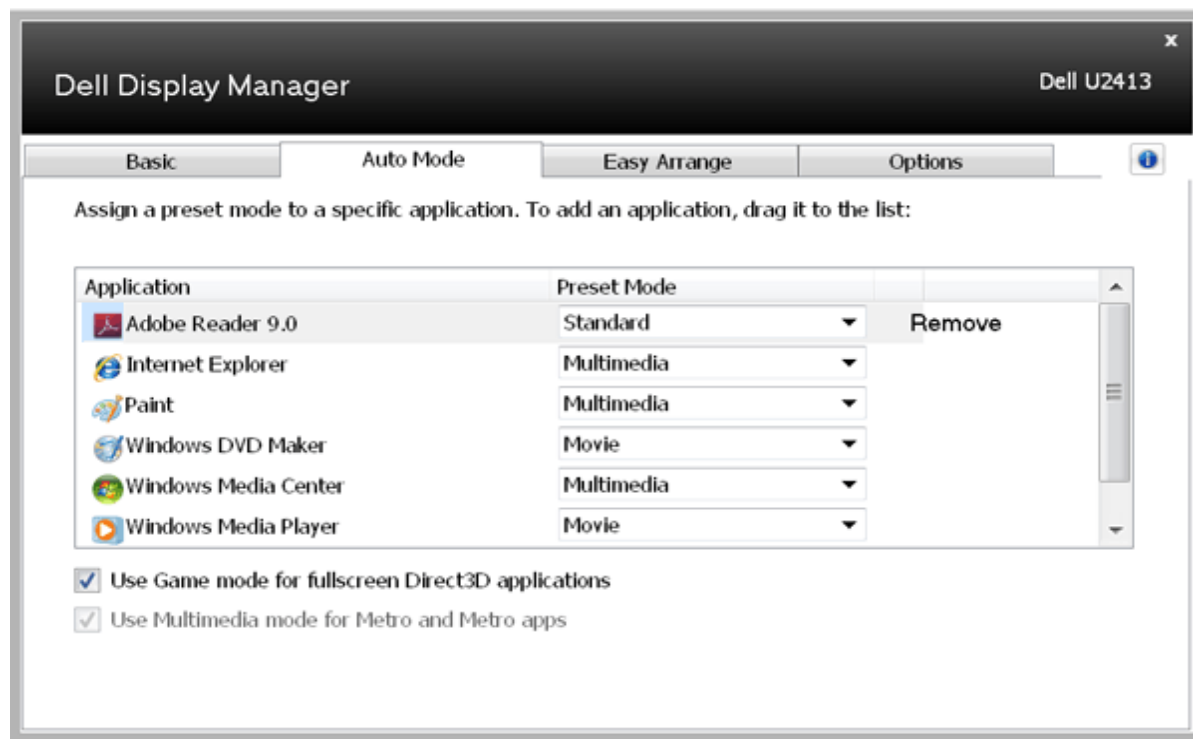 x
Dell Display Manager
Dell U2413
Basic Auto Mode Easy Arrange Options
Assign a preset mode to a specific application. To add an application, drag it to the list:
Application Preset Mode
Adobe Reader 9.0 Standard Remove
Internet Explorer Multimedia
Paint Multimedia
Windows DVD Maker Movie
Windows Media Center Multimedia
Windows Media Player Movie
Use Game mode for fullscreen Direct3D applications
Use Multimedia mode for Metro and Metro apps